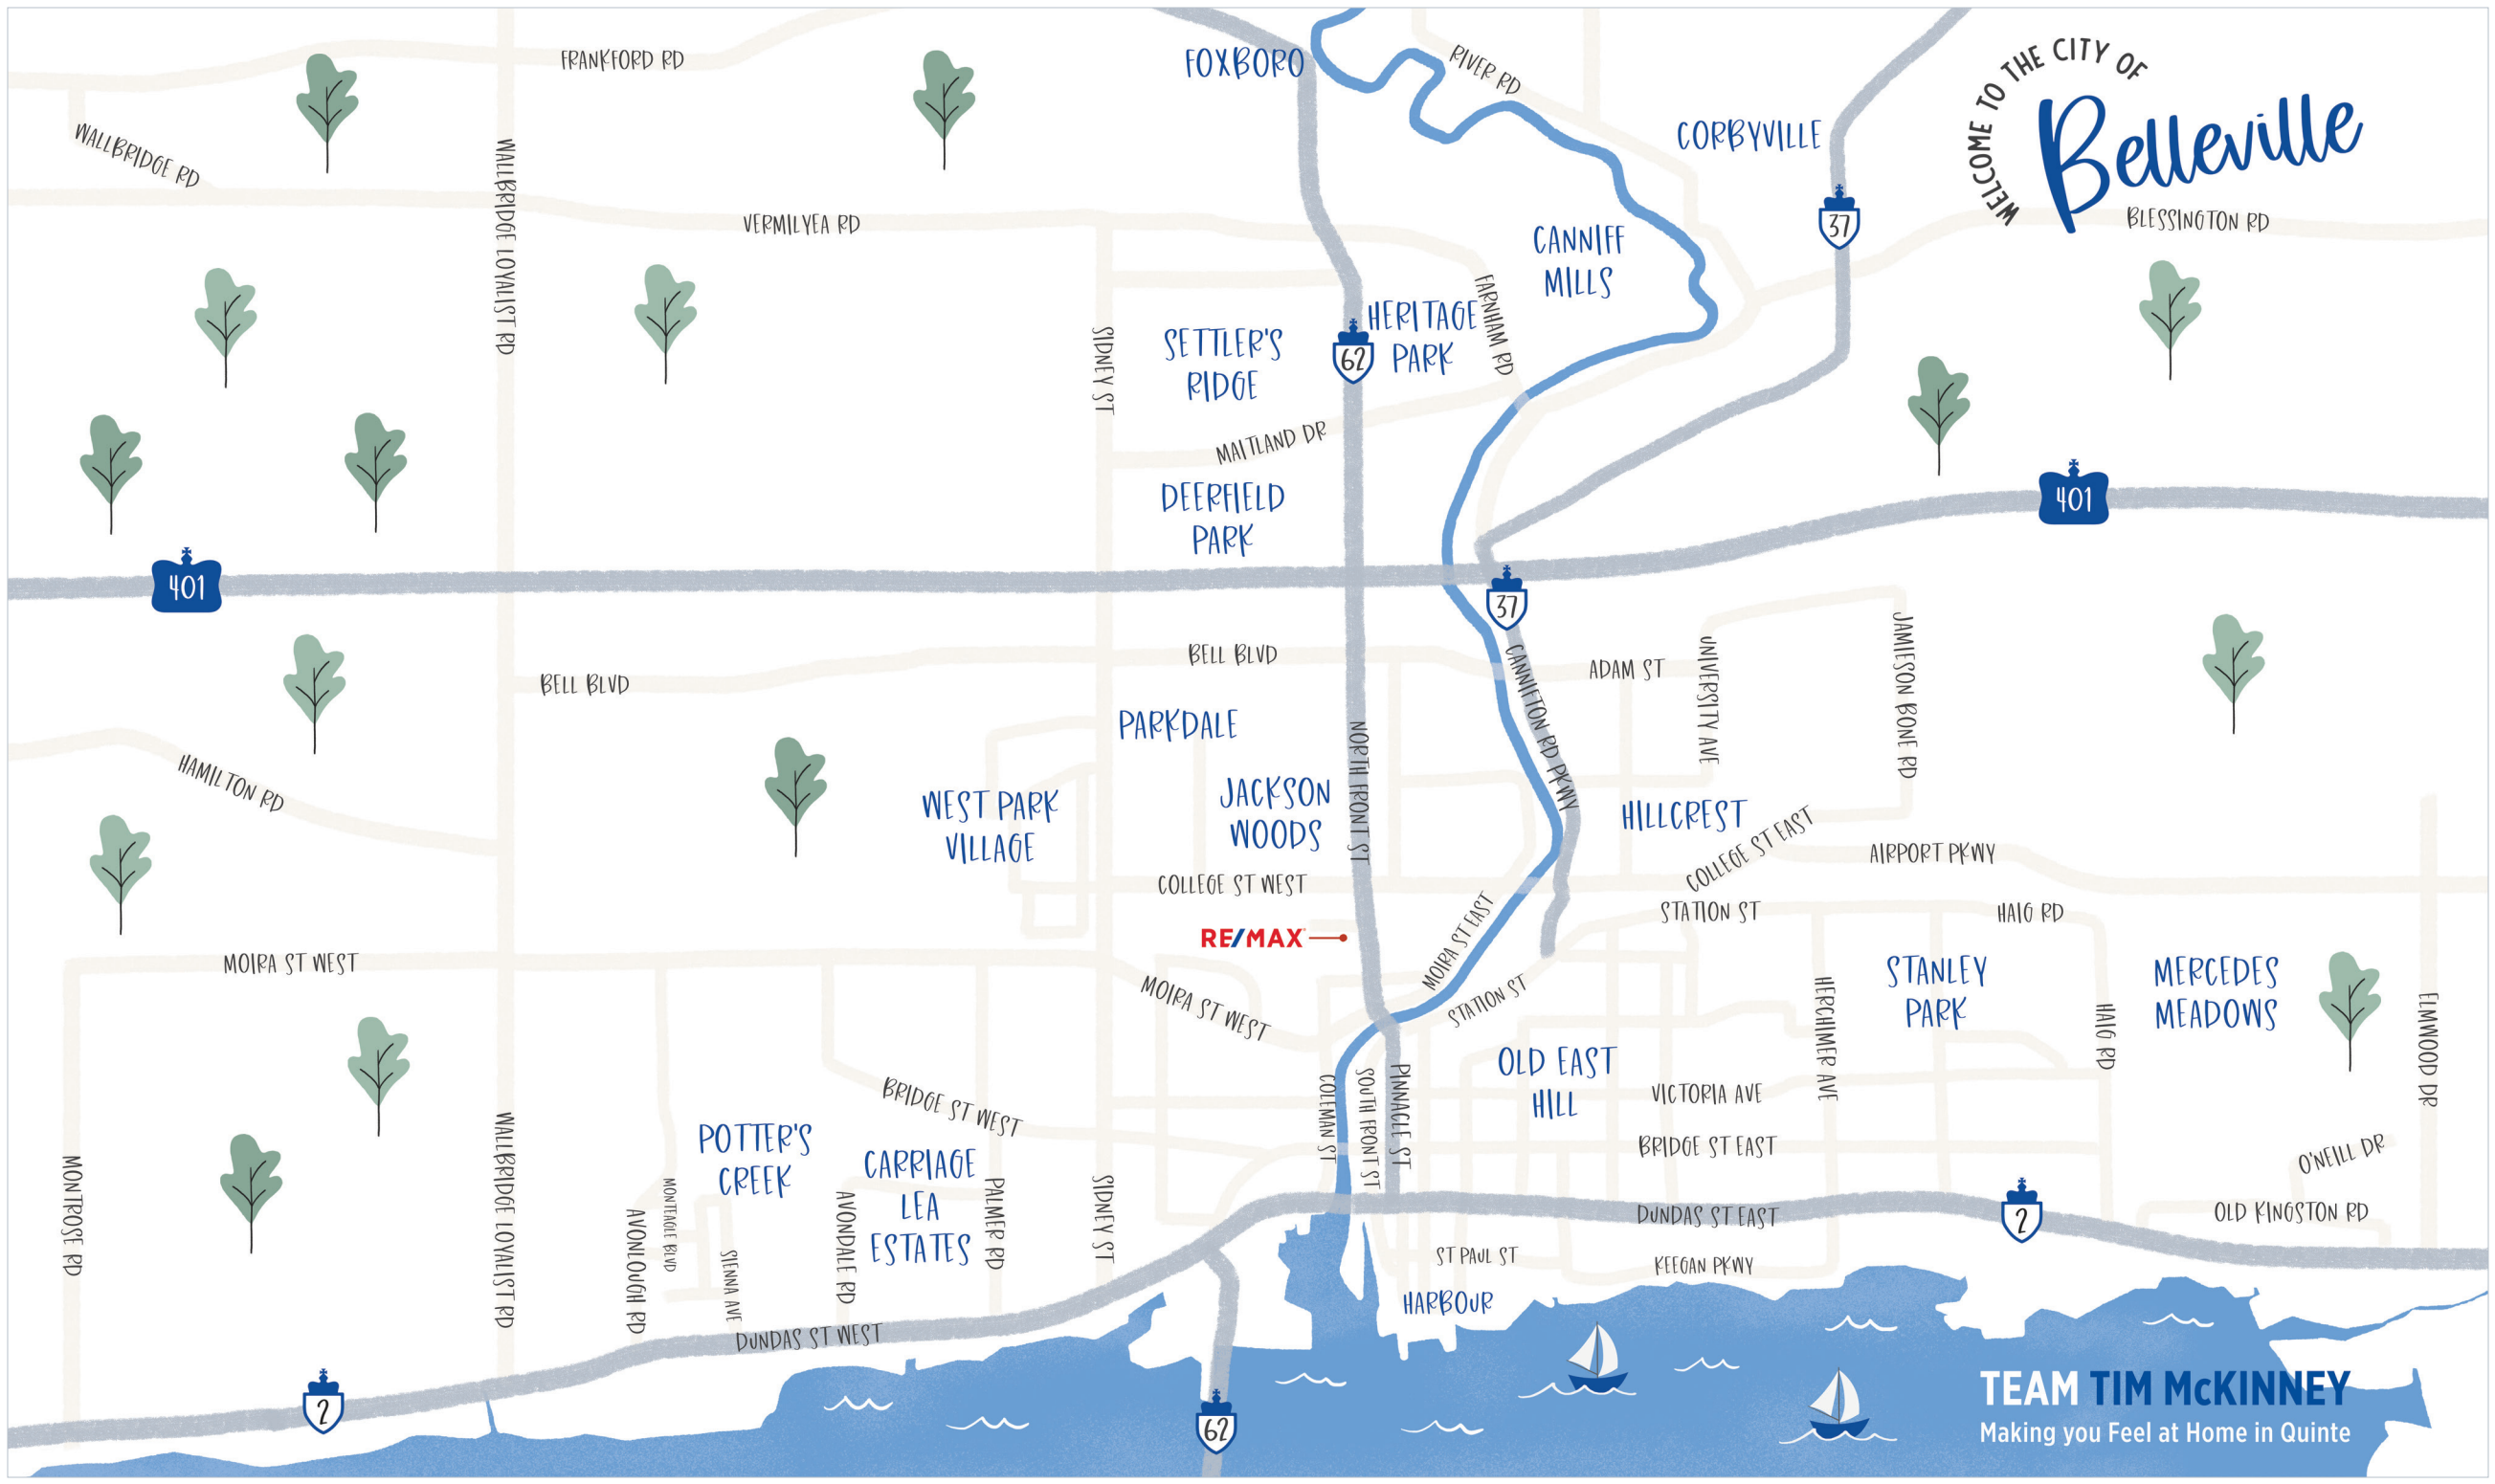 WELCOME TO THE CITY OF
Belleville
FRANKFORD RD
FOXBORO
RIVER RD
CORBYVILLE
WALLBRIDGE RD
WALLBRIDGE LOYALIST RD
VERMILYEA RD
37
BLESSINGTON RD
CANNIFF
MILLS
FARNHAM RD
HERITAGE
PARK
SETTLER'S
RIDGE
62
SIDNEY ST
MAITLAND DR
DEERFIELD
PARK
401
401
37
BELL BLVD
BELL BLVD
ADAM ST
UNIVERSITY AVE
JAMIESON BONE RD
CANNIFTON RD PKWY
PARKDALE
NORTH FRONT ST
HAMILTON RD
WEST PARK
VILLAGE
JACKSON
WOODS
HILLCREST
COLLEGE ST EAST
AIRPORT PKWY
COLLEGE ST WEST
STATION ST
HAIG RD
RE/MAX
MOIRA ST EAST
MOIRA ST WEST
MOIRA ST WEST
STATION ST
HERCHIMER AVE
STANLEY
PARK
MERCEDES
MEADOWS
HAIG RD
ELMWOOD DR
OLD EAST
HILL
VICTORIA AVE
BRIDGE ST WEST
COLEMAN ST
SOUTH FRONT ST
PINNACLE ST
BRIDGE ST EAST
O'NEILL DR
POTTER'S
CREEK
CARRIAGE
LEA
ESTATES
MONTROSE RD
WALLBRIDGE LOYALIST RD
AVONLOUGH RD
MONTEAGLE BLVD
SIENNA AVE
AVONDALE RD
PALMER RD
SIDNEY ST
DUNDAS ST EAST
2
OLD KINGSTON RD
ST PAUL ST
KEEGAN PKWY
HARBOUR
DUNDAS ST WEST
2
62
TEAM TIM McKINNEY
Making you Feel at Home in Quinte